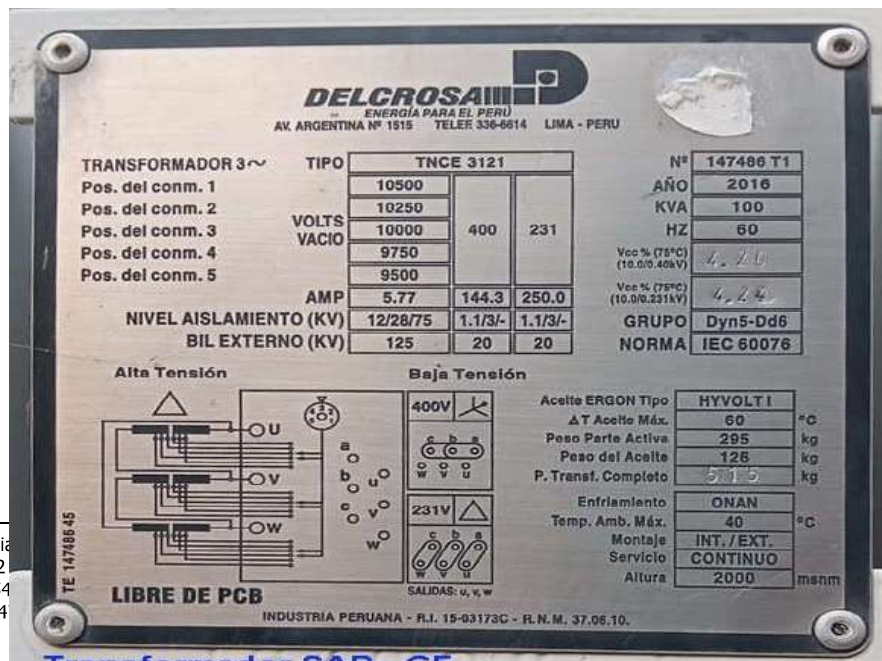 DELCROSA
ENERGÍA PARA EL PERÚ
AV. ARGENTINA Nº 1515 TELEF. 336-6614 LIMA - PERU
TRANSFORMADOR 3~ TIPO TNCE 3121 Nº 147486 T1
Pos. del conm. 1 10500 AÑO 2016
Pos. del conm. 2 10250 KVA 100
Pos. del conm. 3 VOLTS VACIO 10000 400 231 HZ 60
Pos. del conm. 4 9750 Vcc % (75ºC) (10.0/0.40kV) 4.20
Pos. del conm. 5 9500
AMP 5.77 144.3 250.0 Vcc % (75ºC) (10.0/0.231kV) 4.24
NIVEL AISLAMIENTO (KV) 12/28/75 1.1/3/- 1.1/3/- GRUPO Dyn5-Dd6
BIL EXTERNO (KV) 125 20 20 NORMA IEC 60076
Alta Tensión Baja Tensión
U
V
W
a
b
c
u
v
w
400V
c b a
w v u
231V
c b a
w v u
SALIDAS: u, v, w
Aceite ERGON Tipo HYVOLT I
ΔT Aceite Máx. 60 ºC
Peso Parte Activa 295 kg
Peso del Aceite 126 kg
P. Transf. Completo 515 kg
Enfriamiento ONAN
Temp. Amb. Máx. 40 ºC
Montaje INT. / EXT.
Servicio CONTINUO
Altura 2000 msnm
TE 147486 45
LIBRE DE PCB
INDUSTRIA PERUANA - R.I. 15-03173C - R.N.M. 37.06.10.